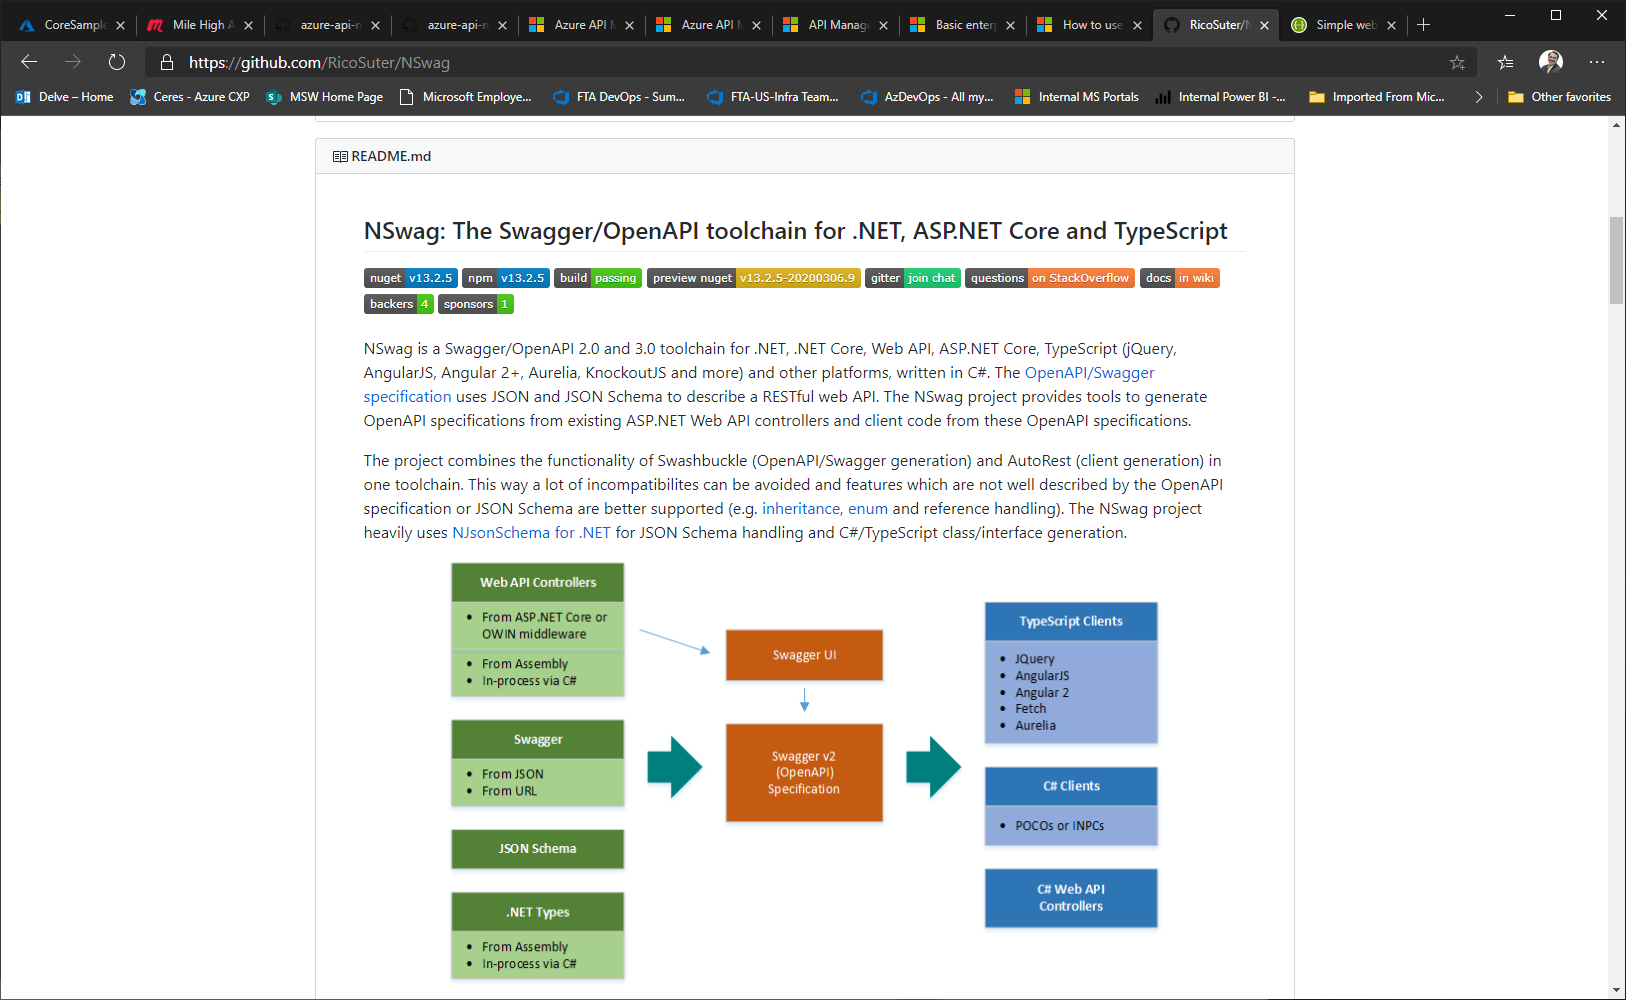 CoreSample
Mile High A
azure-api-m
azure-api-m
Azure API M
Azure API M
API Manage
Basic enterp
How to use
RicoSuter/N
Simple web
https://github.com/RicoSuter/NSwag
Delve – Home
Ceres - Azure CXP
MSW Home Page
Microsoft Employe...
FTA DevOps - Sum...
FTA-US-Infra Team...
AzDevOps - All my...
Internal MS Portals
Internal Power BI -...
Imported From Mic...
Other favorites
README.md
NSwag: The Swagger/OpenAPI toolchain for .NET, ASP.NET Core and TypeScript
nuget v13.2.5 npm v13.2.5 build passing preview nuget v13.2.5-20200306.9 gitter join chat questions on StackOverflow docs in wiki
backers 4 sponsors 1
NSwag is a Swagger/OpenAPI 2.0 and 3.0 toolchain for .NET, .NET Core, Web API, ASP.NET Core, TypeScript (jQuery,
AngularJS, Angular 2+, Aurelia, KnockoutJS and more) and other platforms, written in C#. The OpenAPI/Swagger
specification uses JSON and JSON Schema to describe a RESTful web API. The NSwag project provides tools to generate
OpenAPI specifications from existing ASP.NET Web API controllers and client code from these OpenAPI specifications.
The project combines the functionality of Swashbuckle (OpenAPI/Swagger generation) and AutoRest (client generation) in
one toolchain. This way a lot of incompatibilites can be avoided and features which are not well described by the OpenAPI
specification or JSON Schema are better supported (e.g. inheritance, enum and reference handling). The NSwag project
heavily uses NJsonSchema for .NET for JSON Schema handling and C#/TypeScript class/interface generation.
Web API Controllers
• From ASP.NET Core or
OWIN middleware
• From Assembly
• In-process via C#
Swagger
• From JSON
• From URL
JSON Schema
.NET Types
• From Assembly
• In-process via C#
Swagger UI
Swagger v2
(OpenAPI)
Specification
TypeScript Clients
• JQuery
• AngularJS
• Angular 2
• Fetch
• Aurelia
C# Clients
• POCOs or INPCs
C# Web API
Controllers